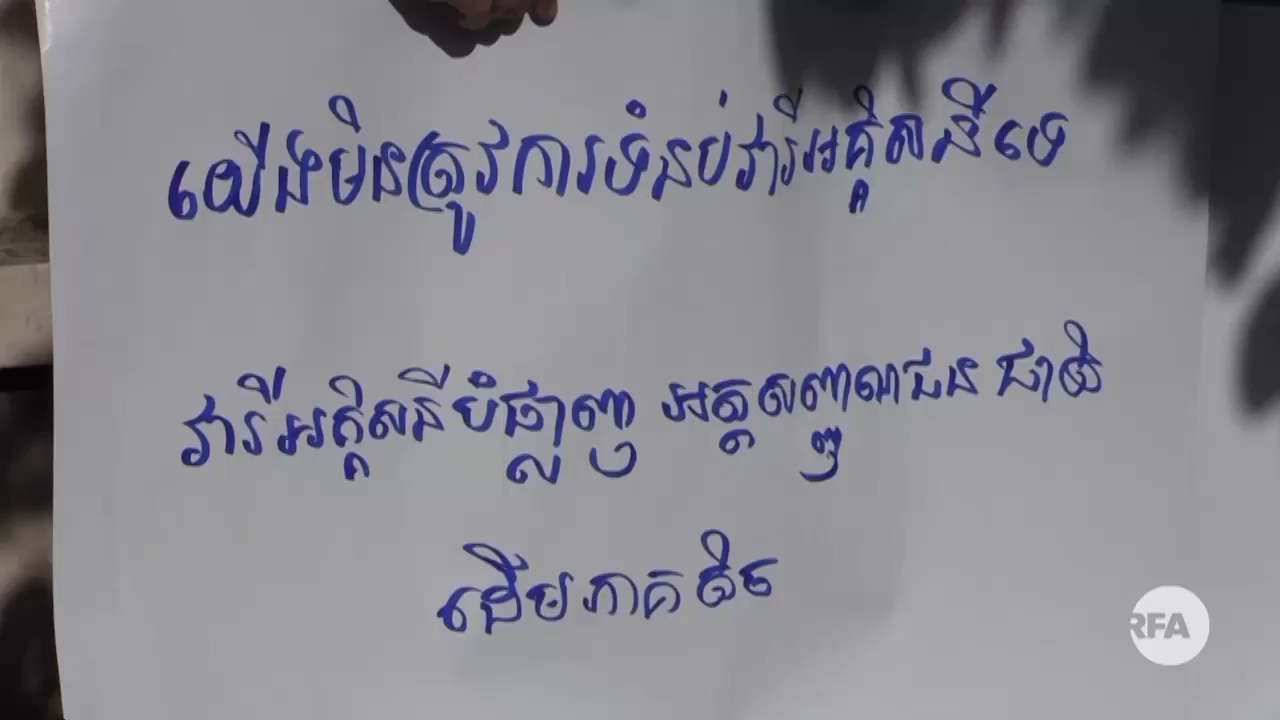 យើងមិនត្រូវការទំនប់វារីអគ្គិសនីទេ
វារីអគ្គិសនីបំផ្លាញ អត្តសញ្ញាណជនជាតិ
ដើមភាគតិច
RFA